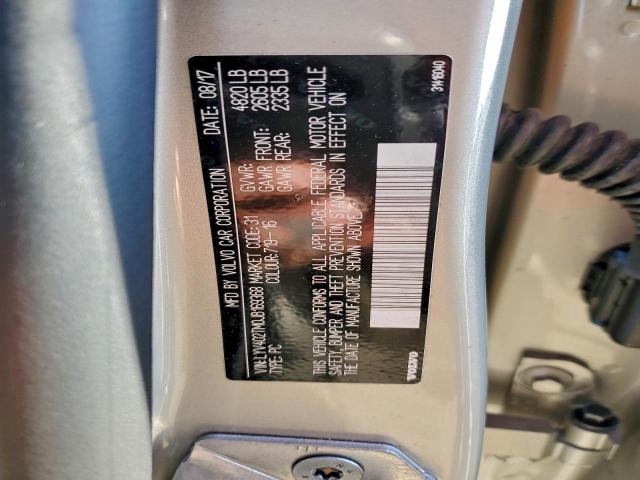 MFD BY VOLVO CAR CORPORATION DATE: 08/17
GVWR: 4820 LB
GAWR FRONT: 2605 LB
GAWR REAR: 2335 LB
MARKET CODE: 31
TYPE: PC COLOUR: 719-16
THIS VEHICLE CONFORMS TO ALL APPLICABLE FEDERAL MOTOR VEHICLE
SAFETY, BUMPER AND THEFT PREVENTION STANDARDS IN EFFECT ON
THE DATE OF MANUFACTURE SHOWN ABOVE
VOLVO 31416040